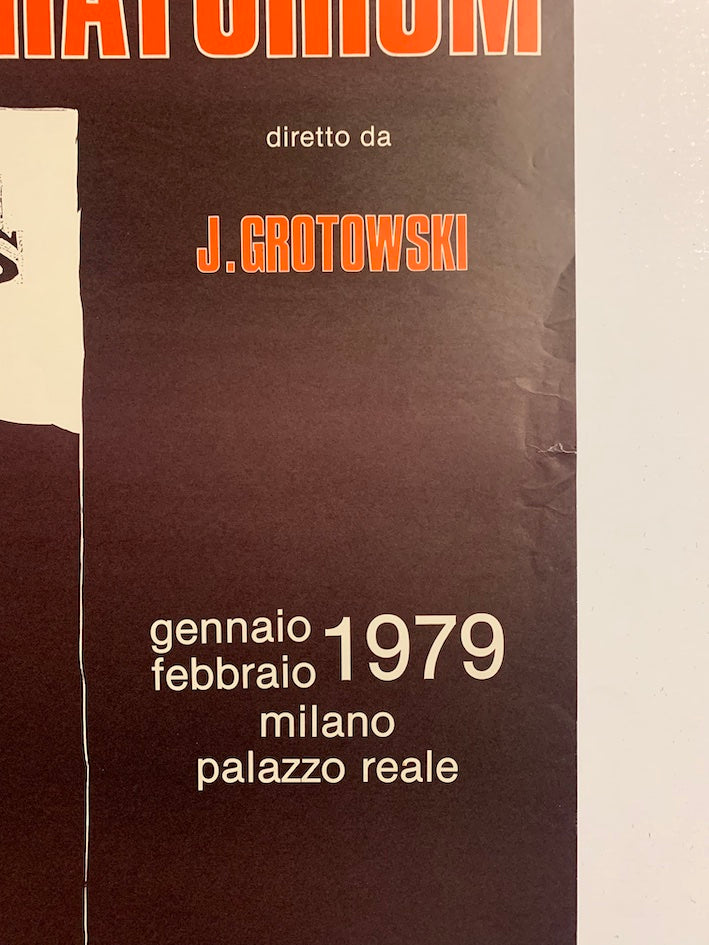 diretto da
J. GROTOWSKI
gennaio
febbraio 1979
milano
palazzo reale